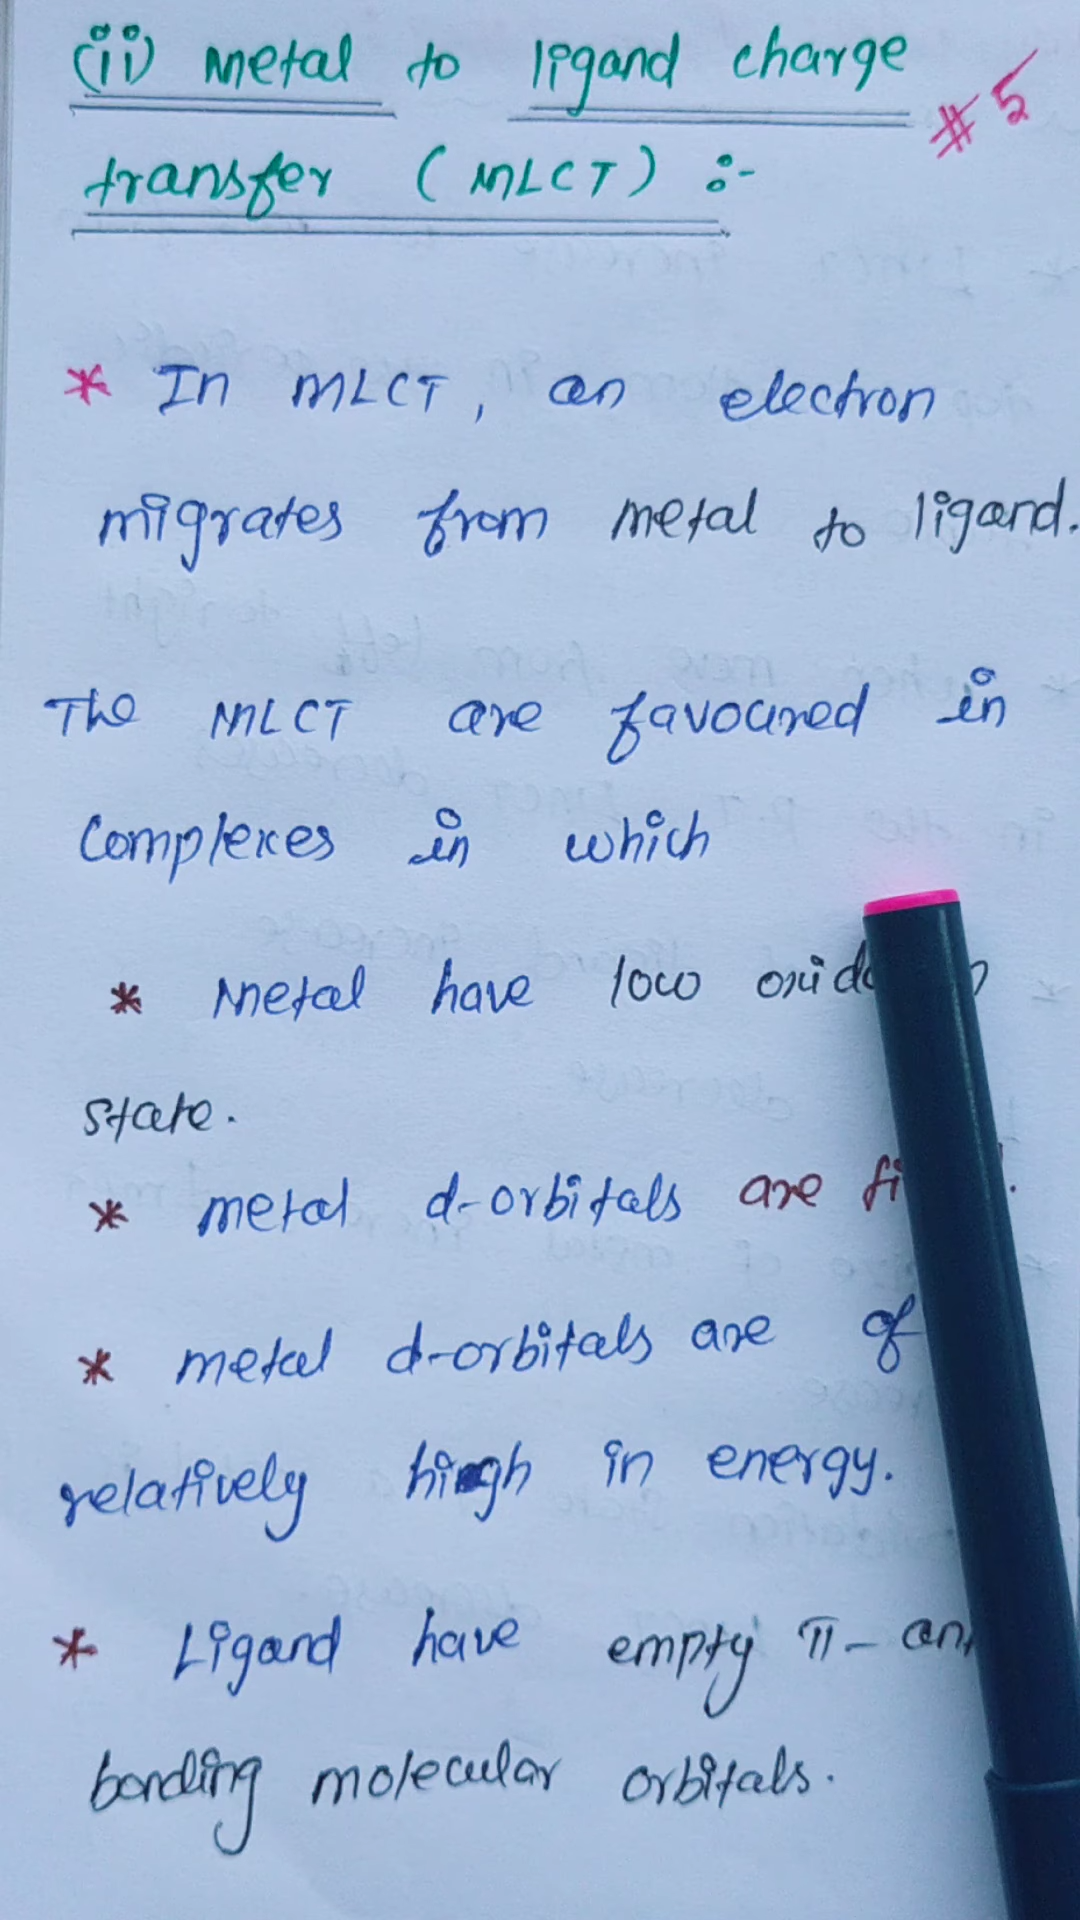 (ii) Metal to ligand charge
#5
transfer (MLCT) :-
* In MLCT, an electron
migrates from metal to ligand.
The MLCT are favoured in
complexes in which
* Metal have low
state.
* metal d-orbitals are
* metal d-orbitals are of
relatively high in energy.
* Ligand have empty π-
bonding molecular orbitals.